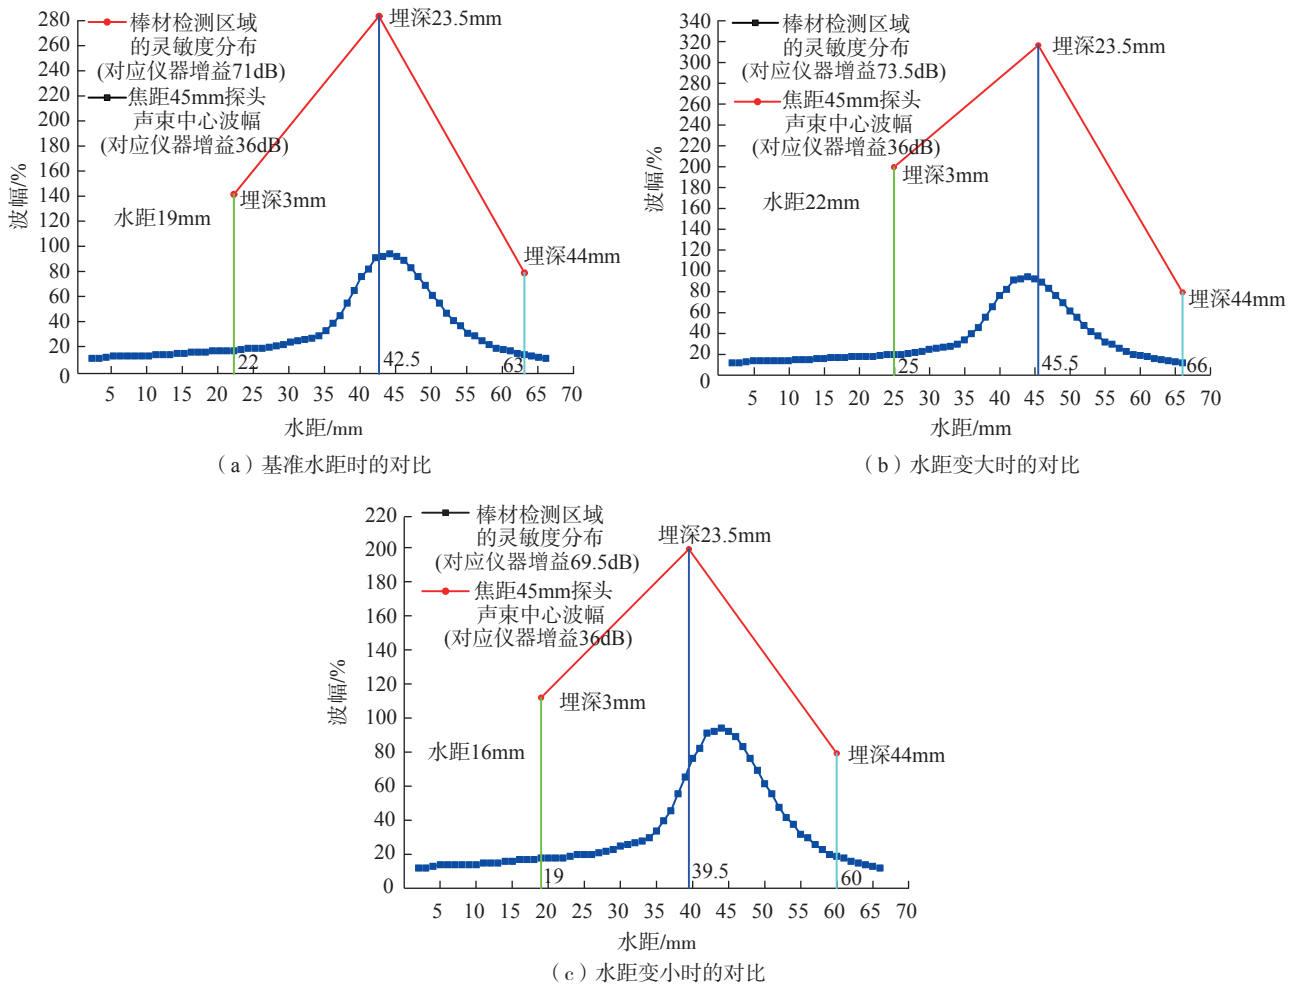 280
260
240
220
200
180
160
140
120
100
80
60
40
20
0
波幅/%
棒材检测区域
的灵敏度分布
(对应仪器增益71dB)
焦距45mm探头
声束中心波幅
(对应仪器增益36dB)
埋深23.5mm
埋深3mm
水距19mm
埋深44mm
22
42.5
63
5 10 15 20 25 30 35 40 45 50 55 60 65 70
水距/mm
（a）基准水距时的对比
340
320
300
280
260
240
220
200
180
160
140
120
100
80
60
40
20
0
波幅/%
棒材检测区域
的灵敏度分布
(对应仪器增益73.5dB)
焦距45mm探头
声束中心波幅
(对应仪器增益36dB)
埋深23.5mm
埋深3mm
水距22mm
埋深44mm
25
45.5
66
5 10 15 20 25 30 35 40 45 50 55 60 65 70
水距/mm
（b）水距变大时的对比
220
200
180
160
140
120
100
80
60
40
20
0
波幅/%
棒材检测区域
的灵敏度分布
(对应仪器增益69.5dB)
焦距45mm探头
声束中心波幅
(对应仪器增益36dB)
埋深23.5mm
埋深3mm
水距16mm
埋深44mm
19
39.5
60
5 10 15 20 25 30 35 40 45 50 55 60 65 70
水距/mm
（c）水距变小时的对比